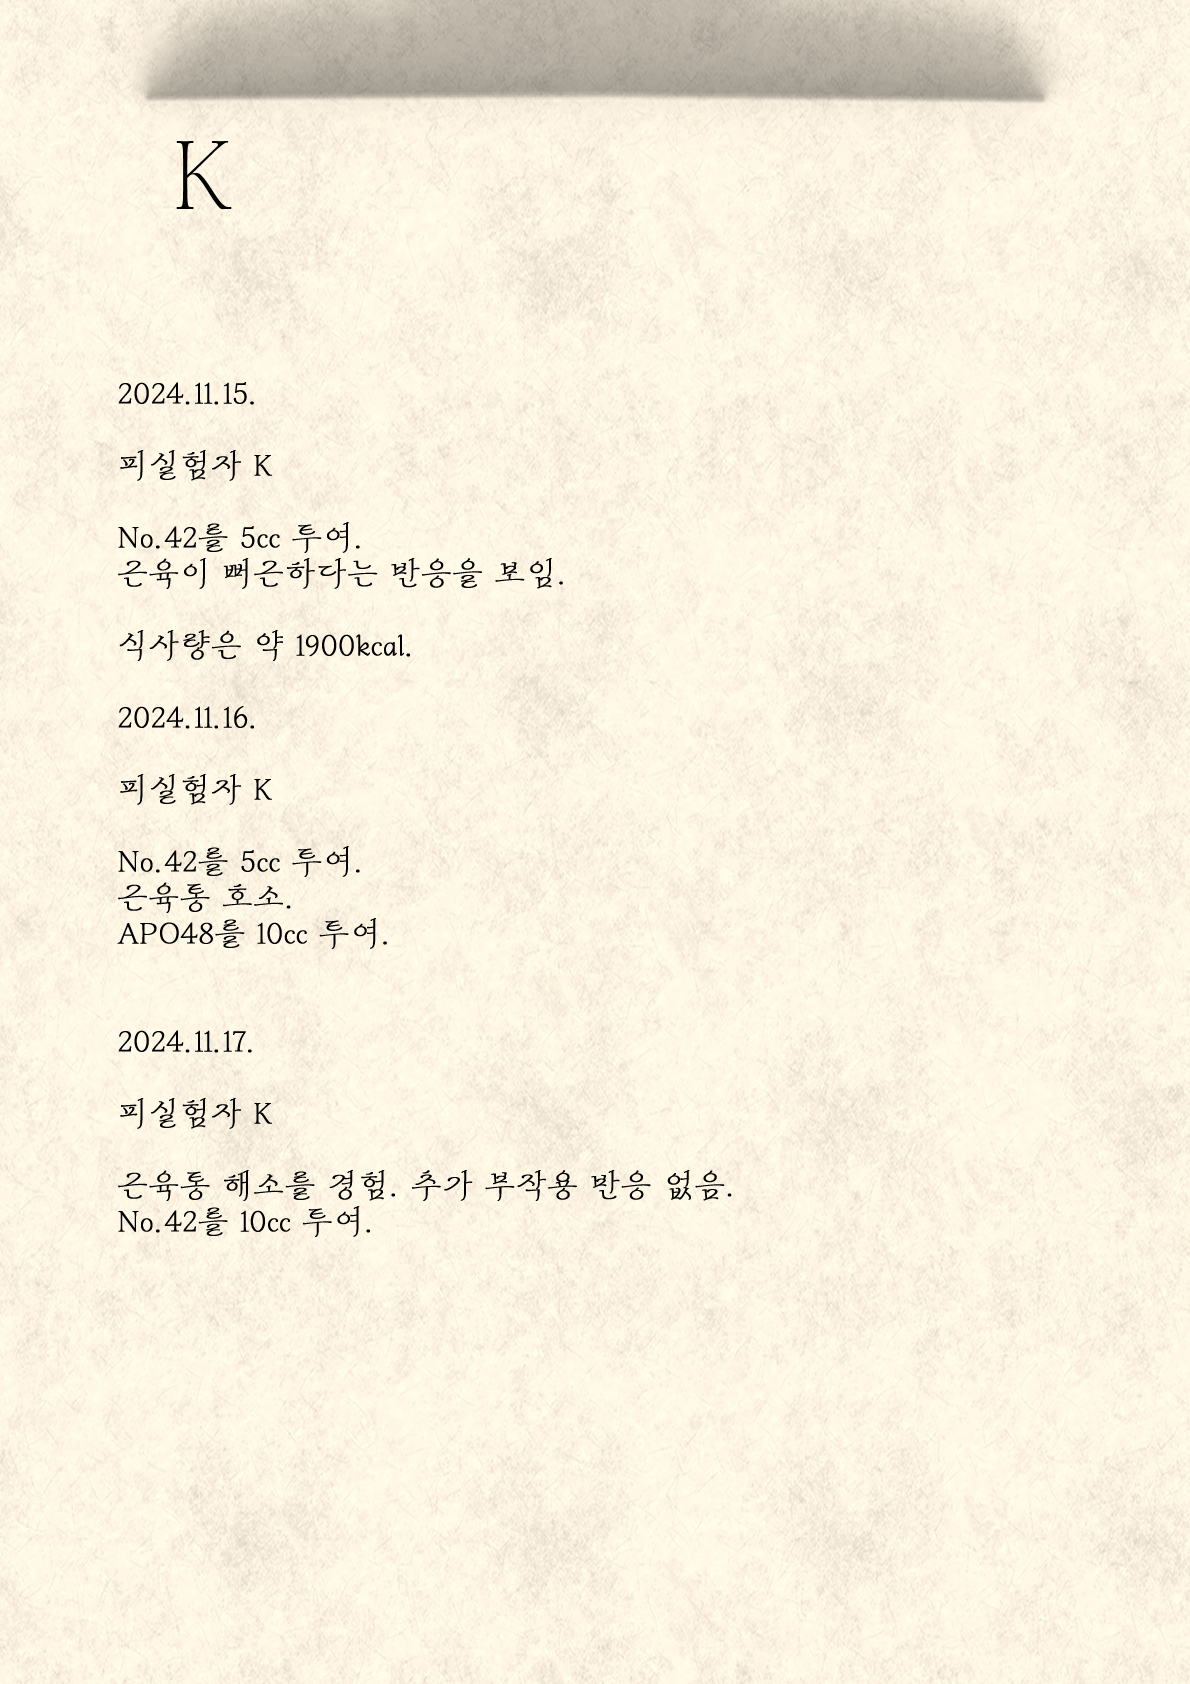 K
2024.11.15.
피실험자 K
No.42를 5cc 투여.
근육이 뻐근하다는 반응을 보임.
식사량은 약 1900kcal.
2024.11.16.
피실험자 K
No.42를 5cc 투여.
근육통 호소.
APO48를 10cc 투여.
2024.11.17.
피실험자 K
근육통 해소를 경험. 추가 부작용 반응 없음.
No.42를 10cc 투여.